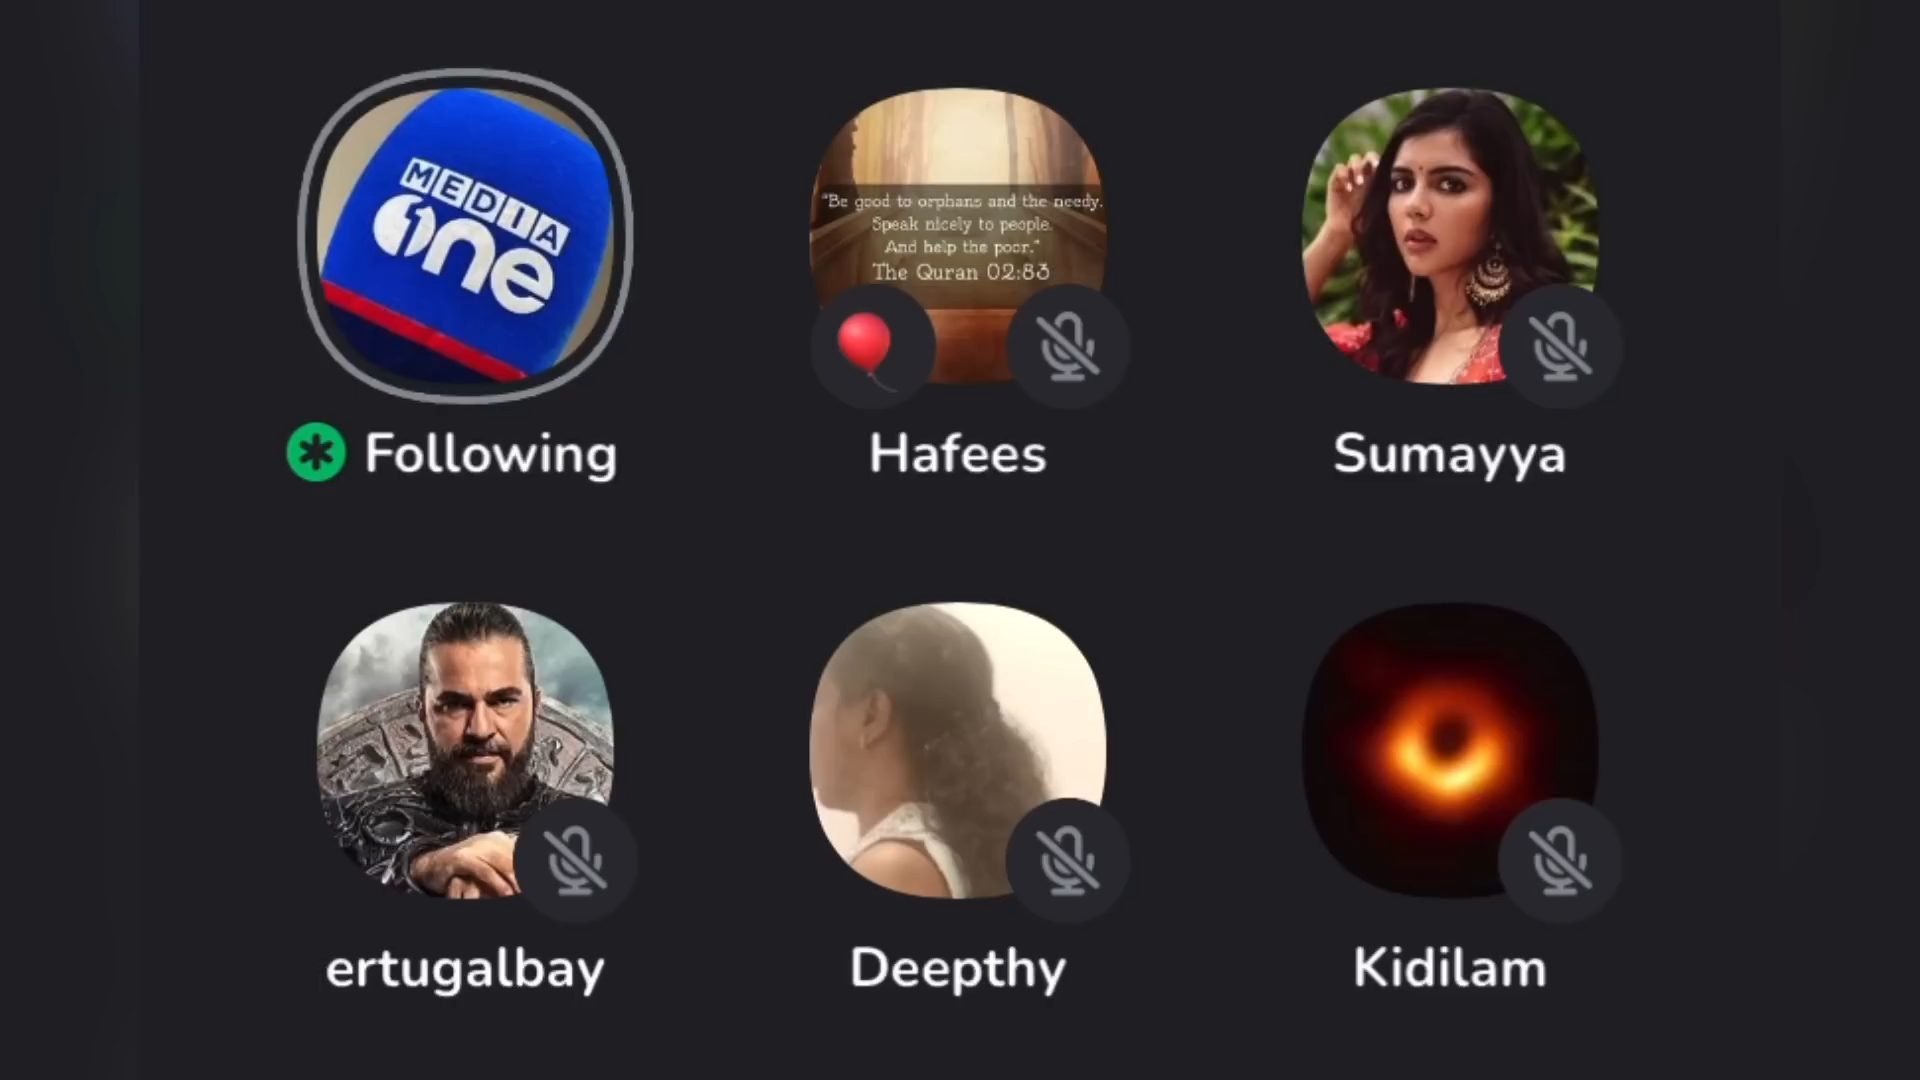 MEDIA
one
"Be good to orphans and the needy.
Speak nicely to people.
And help the poor."
The Quran 02:83
Following
Hafees
Sumayya
ertugalbay
Deepthy
Kidilam